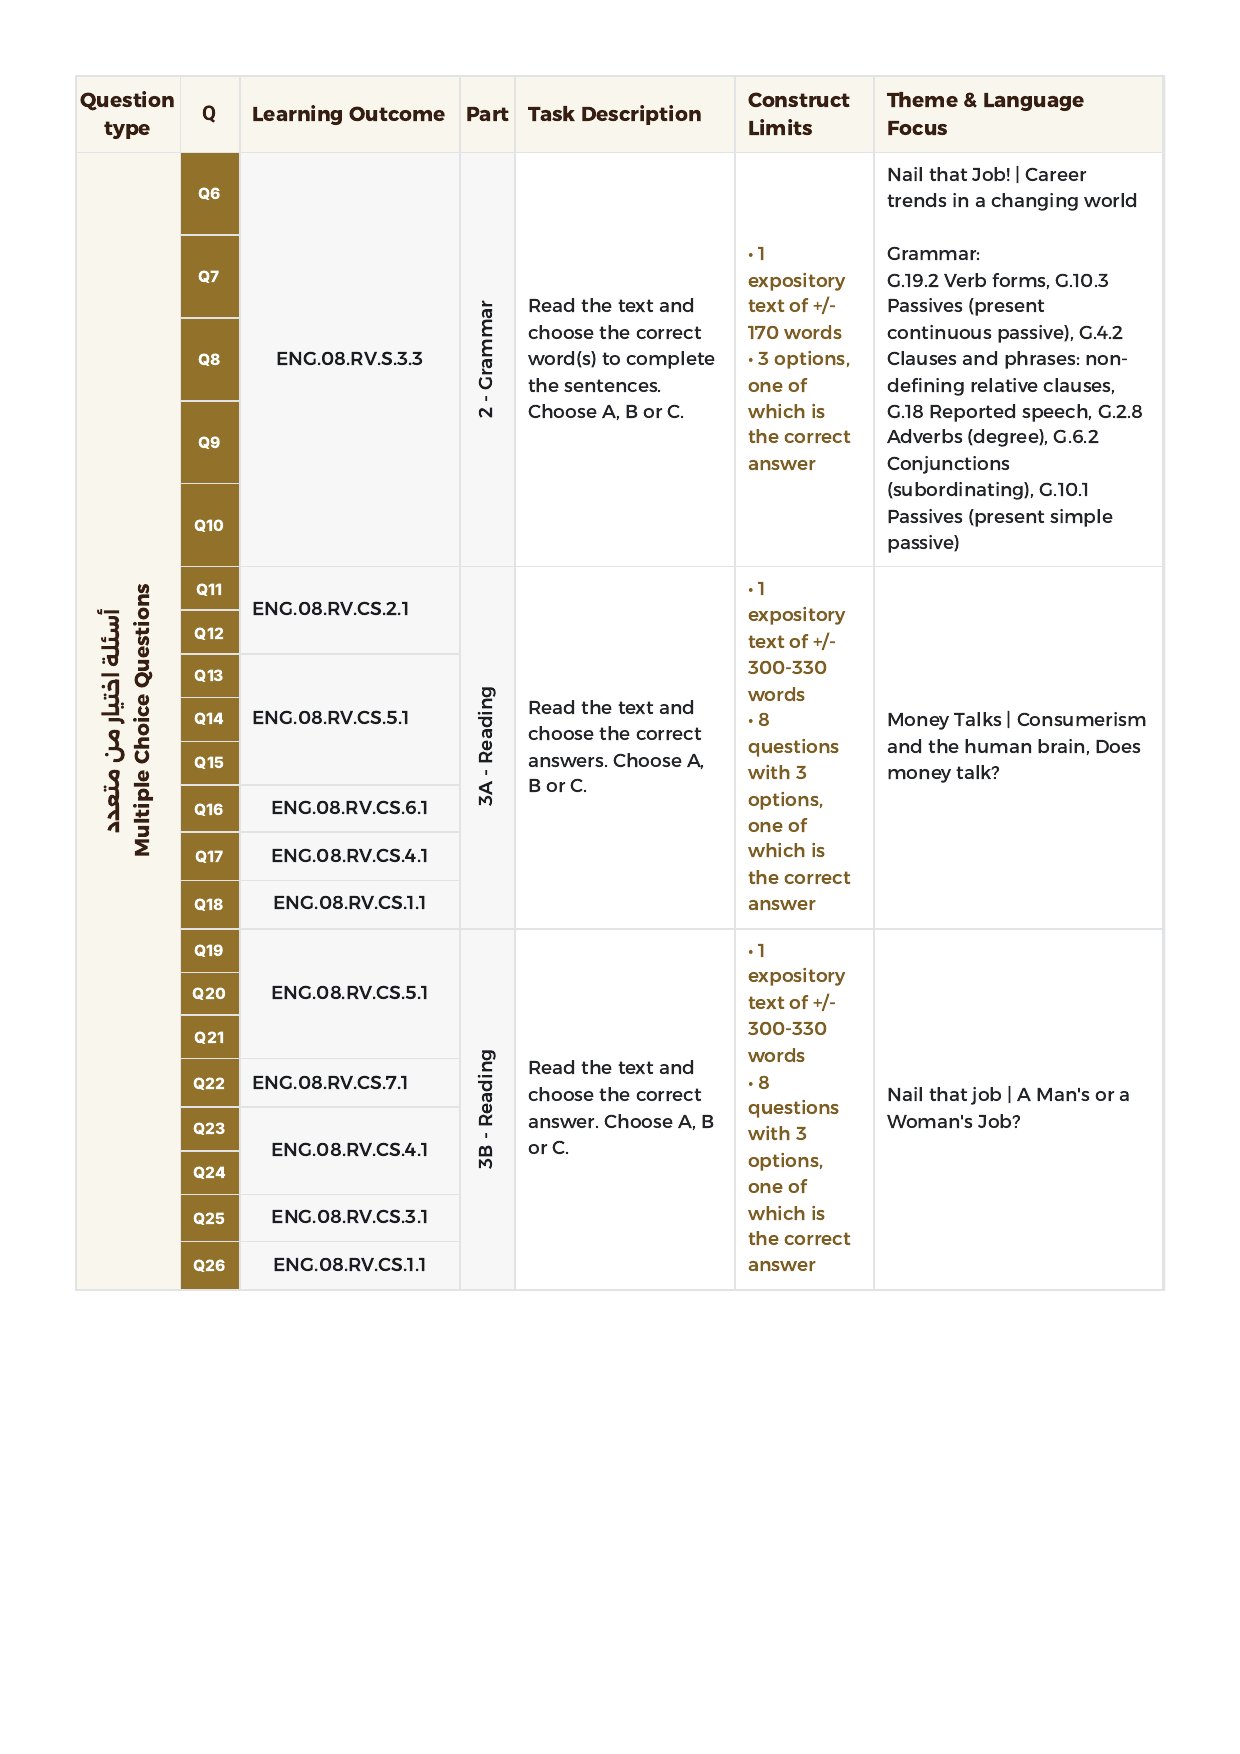 Question type
Q
Learning Outcome
Part
Task Description
Construct Limits
Theme & Language Focus
أسئلة اختيار من متعدد
Multiple Choice Questions
Q6
Q7
Q8
Q9
Q10
ENG.08.RV.S.3.3
2 - Grammar
Read the text and
choose the correct
word(s) to complete
the sentences.
Choose A, B or C.
• 1
expository
text of +/-
170 words
• 3 options,
one of
which is
the correct
answer
Nail that Job! | Career
trends in a changing world
Grammar:
G.19.2 Verb forms, G.10.3
Passives (present
continuous passive), G.4.2
Clauses and phrases: non-
defining relative clauses,
G.18 Reported speech, G.2.8
Adverbs (degree), G.6.2
Conjunctions
(subordinating), G.10.1
Passives (present simple
passive)
Q11
Q12
ENG.08.RV.CS.2.1
Q13
Q14
Q15
ENG.08.RV.CS.5.1
Q16
ENG.08.RV.CS.6.1
Q17
ENG.08.RV.CS.4.1
Q18
ENG.08.RV.CS.1.1
3A - Reading
Read the text and
choose the correct
answers. Choose A,
B or C.
• 1
expository
text of +/-
300-330
words
• 8
questions
with 3
options,
one of
which is
the correct
answer
Money Talks | Consumerism
and the human brain, Does
money talk?
Q19
Q20
Q21
ENG.08.RV.CS.5.1
Q22
ENG.08.RV.CS.7.1
Q23
Q24
ENG.08.RV.CS.4.1
Q25
ENG.08.RV.CS.3.1
Q26
ENG.08.RV.CS.1.1
3B - Reading
Read the text and
choose the correct
answer. Choose A, B
or C.
• 1
expository
text of +/-
300-330
words
• 8
questions
with 3
options,
one of
which is
the correct
answer
Nail that job | A Man's or a
Woman's Job?